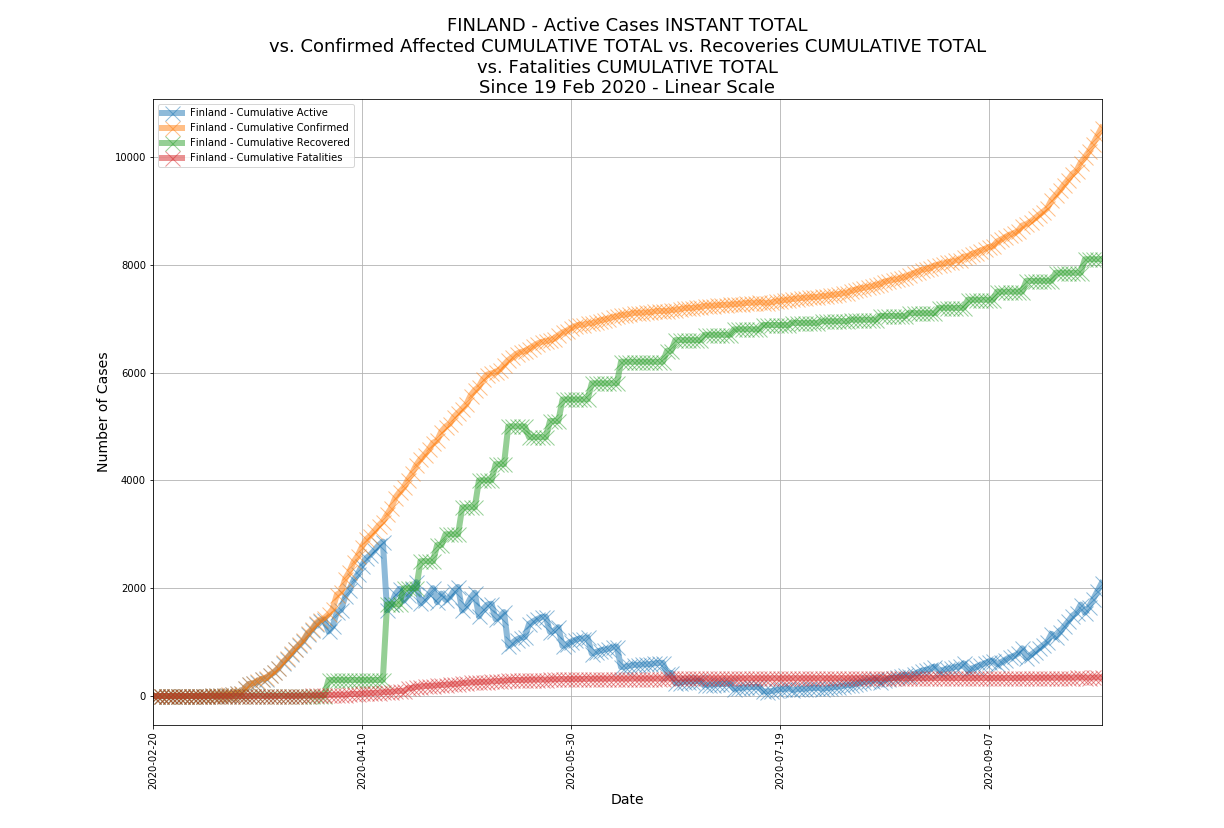 FINLAND - Active Cases INSTANT TOTAL
vs. Confirmed Affected CUMULATIVE TOTAL vs. Recoveries CUMULATIVE TOTAL
vs. Fatalities CUMULATIVE TOTAL
Since 19 Feb 2020 - Linear Scale
Finland - Cumulative Active
Finland - Cumulative Confirmed
Finland - Cumulative Recovered
Finland - Cumulative Fatalities
Number of Cases
10000
8000
6000
4000
2000
0
2020-02-20
2020-04-10
2020-05-30
2020-07-19
2020-09-07
Date